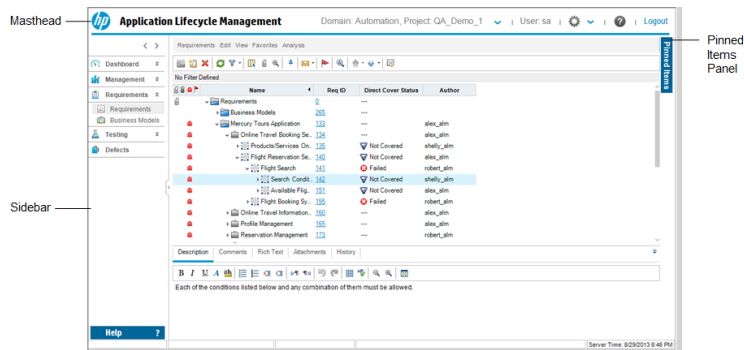 Masthead
hp Application Lifecycle Management Domain: Automation, Project: QA_Demo_1 User: sa ? Logout
Pinned Items
Pinned
Items
Panel
Requirements Edit View Favorites Analysis
Dashboard
Management
Requirements
Requirements
Business Models
Testing
Defects
No Filter Defined
Name Req ID Direct Cover Status Author
Requirements 0 ---
Business Models 265 ---
Mercury Tours Application 133 --- alex_alm
Online Travel Booking Se.. 134 --- alex_alm
Products/Services On.. 135 Not Covered shelly_alm
Flight Reservation Se.. 140 Not Covered alex_alm
Flight Search 141 Failed robert_alm
Search Condit.. 142 Not Covered shelly_alm
Available Flig.. 151 Not Covered alex_alm
Flight Booking Sy.. 155 Failed robert_alm
Online Travel Information.. 160 --- alex_alm
Profile Management 165 --- alex_alm
Reservation Management 173 --- robert_alm
Sidebar
Description Comments Rich Text Attachments History
B I U A ab
Each of the conditions listed below and any combination of them must be allowed.
Help ?
Server Time: 8/29/2013 6:46 PM